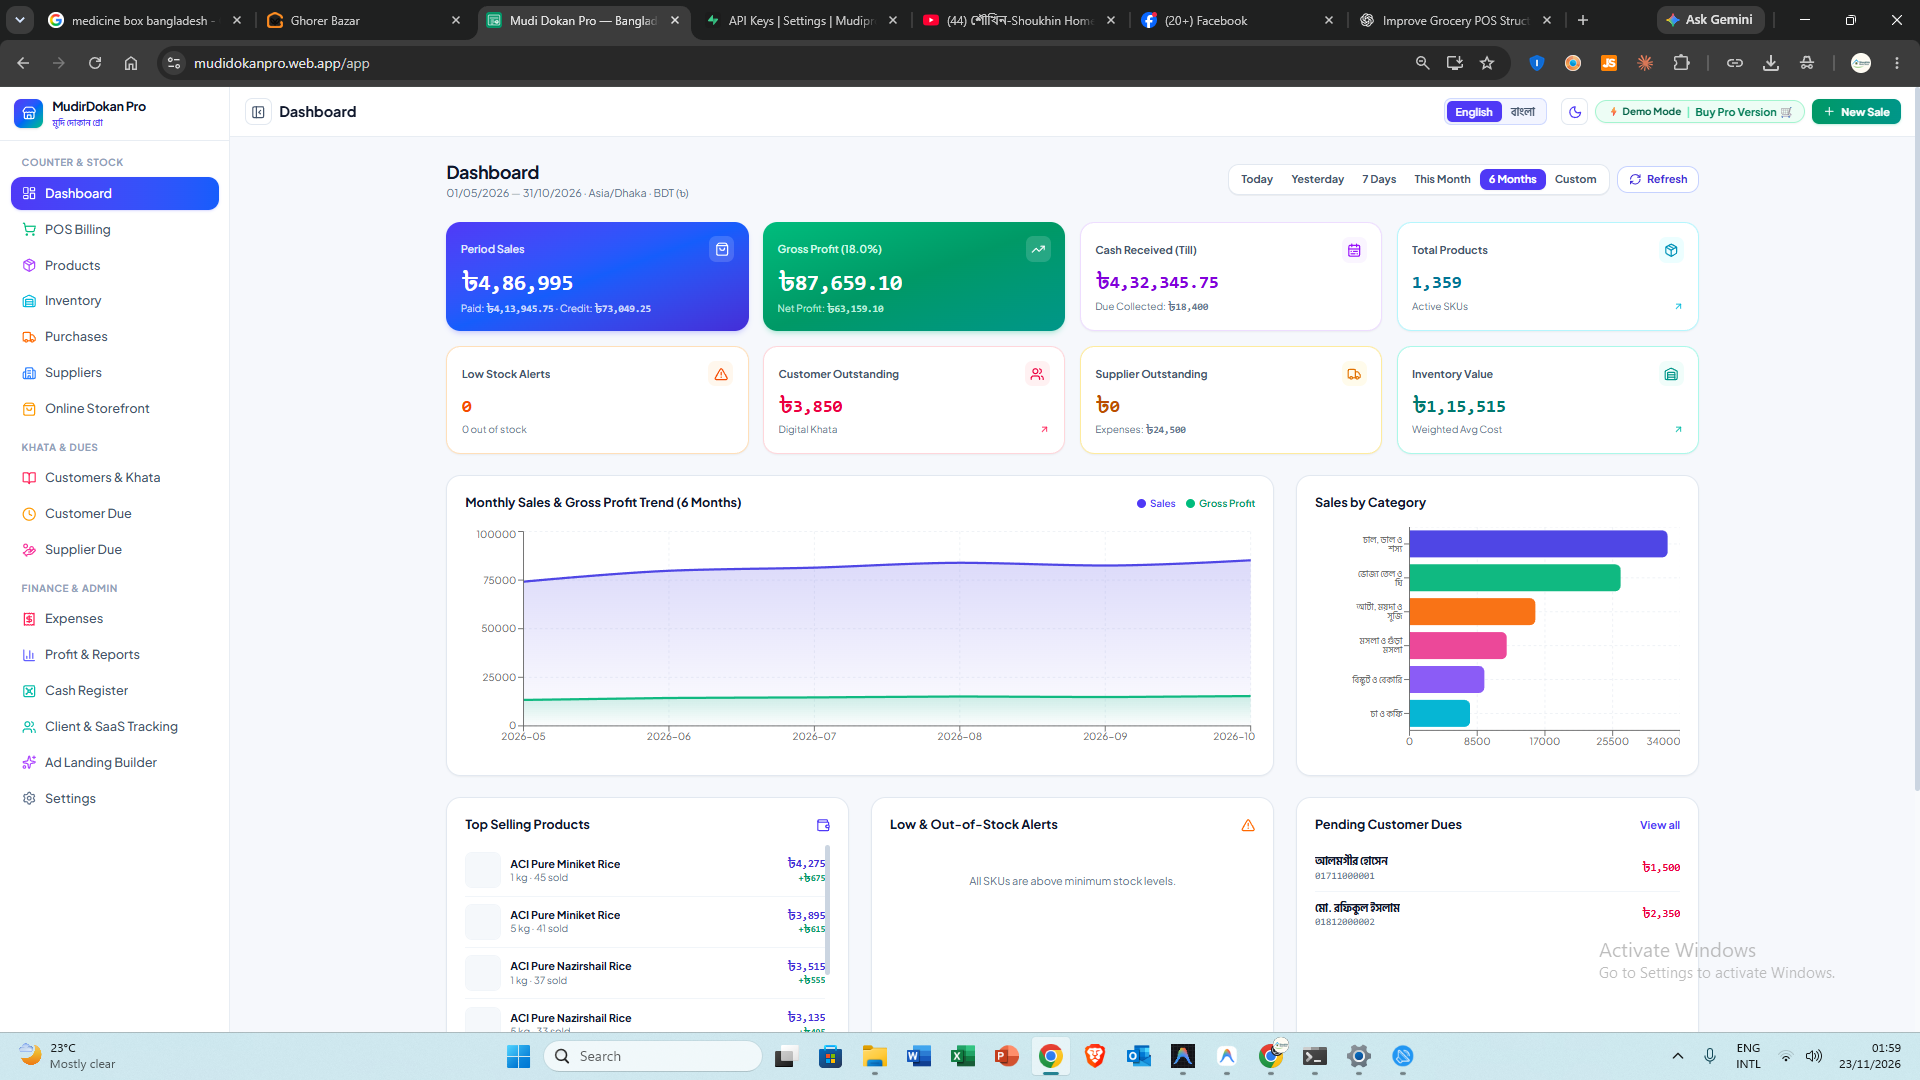 medicine box bangladesh -
Ghorer Bazar
Mudi Dokan Pro — Banglad
API Keys | Settings | Mudipr
(44) শৌখিন-Shoukhin Hom
(20+) Facebook
Improve Grocery POS Struct
Ask Gemini
mudidokanpro.web.app/app
MudirDokan Pro
মুদি দোকান প্রো
Dashboard
English
বাংলা
Demo Mode | Buy Pro Version
+ New Sale
COUNTER & STOCK
Dashboard
POS Billing
Products
Inventory
Purchases
Suppliers
Online Storefront
KHATA & DUES
Customers & Khata
Customer Due
Supplier Due
FINANCE & ADMIN
Expenses
Profit & Reports
Cash Register
Client & SaaS Tracking
Ad Landing Builder
Settings
Dashboard
01/05/2026 — 31/10/2026 · Asia/Dhaka · BDT (৳)
Today
Yesterday
7 Days
This Month
6 Months
Custom
Refresh
Period Sales
৳4,86,995
Paid: ৳4,13,945.75 · Credit: ৳73,049.25
Gross Profit (18.0%)
৳87,659.10
Net Profit: ৳63,159.10
Cash Received (Till)
৳4,32,345.75
Due Collected: ৳18,400
Total Products
1,359
Active SKUs
Low Stock Alerts
0
0 out of stock
Customer Outstanding
৳3,850
Digital Khata
Supplier Outstanding
৳0
Expenses: ৳24,500
Inventory Value
৳1,15,515
Weighted Avg Cost
Monthly Sales & Gross Profit Trend (6 Months)
Sales
Gross Profit
100000
75000
50000
25000
0
2026-05
2026-06
2026-07
2026-08
2026-09
2026-10
Sales by Category
চাল, ডাল ও
শস্য
ভোজ্য তেল ও
ঘি
আটা, ময়দা ও
সুজি
মসলা ও গুঁড়া
মসলা
বিস্কুট ও বেকারি
চা ও কফি
0
8500
17000
25500
34000
Top Selling Products
ACI Pure Miniket Rice
1 kg · 45 sold
৳4,275
+৳675
ACI Pure Miniket Rice
5 kg · 41 sold
৳3,895
+৳615
ACI Pure Nazirshail Rice
1 kg · 37 sold
৳3,515
+৳555
ACI Pure Nazirshail Rice
5 kg · 33 sold
৳3,135
+৳495
Low & Out-of-Stock Alerts
All SKUs are above minimum stock levels.
Pending Customer Dues
View all
আলমগীর হোসেন
01711000001
৳1,500
মো. রফিকুল ইসলাম
01812000002
৳2,350
Activate Windows
Go to Settings to activate Windows.
23°C
Mostly clear
Search
ENG
INTL
01:59
23/11/2026